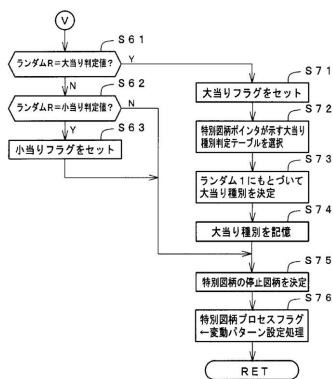 V
S61
ランダムR=大当り判定値?
Y
N
S62
ランダムR=小当り判定値?
N
Y
S63
小当りフラグをセット
S71
大当りフラグをセット
S72
特別図柄ポインタが示す大当り
種別判定テーブルを選択
S73
ランダム1にもとづいて
大当り種別を決定
S74
大当り種別を記憶
S75
特別図柄の停止図柄を決定
S76
特別図柄プロセスフラグ
←変動パターン設定処理
RET